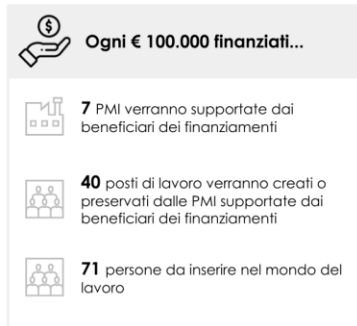 $
Ogni € 100.000 finanziati...
7 PMI verranno supportate dai
beneficiari dei finanziamenti
40 posti di lavoro verranno creati o
preservati dalle PMI supportate dai
beneficiari dei finanziamenti
71 persone da inserire nel mondo del
lavoro